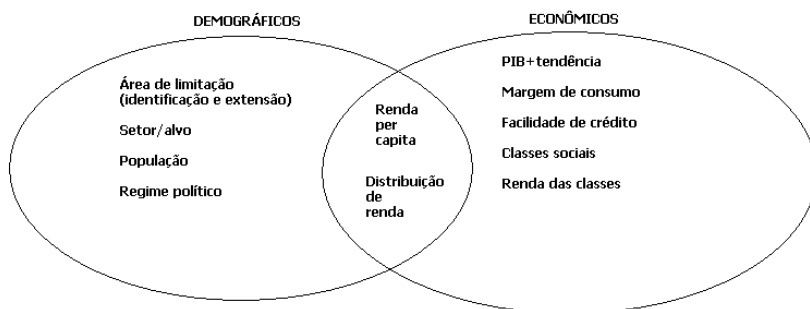 DEMOGRÁFICOS
Área de limitação
(identificação e extensão)
Setor/alvo
População
Regime político
Renda
per
capita
Distribuição
de
renda
ECONÔMICOS
PIB+tendência
Margem de consumo
Facilidade de crédito
Classes sociais
Renda das classes